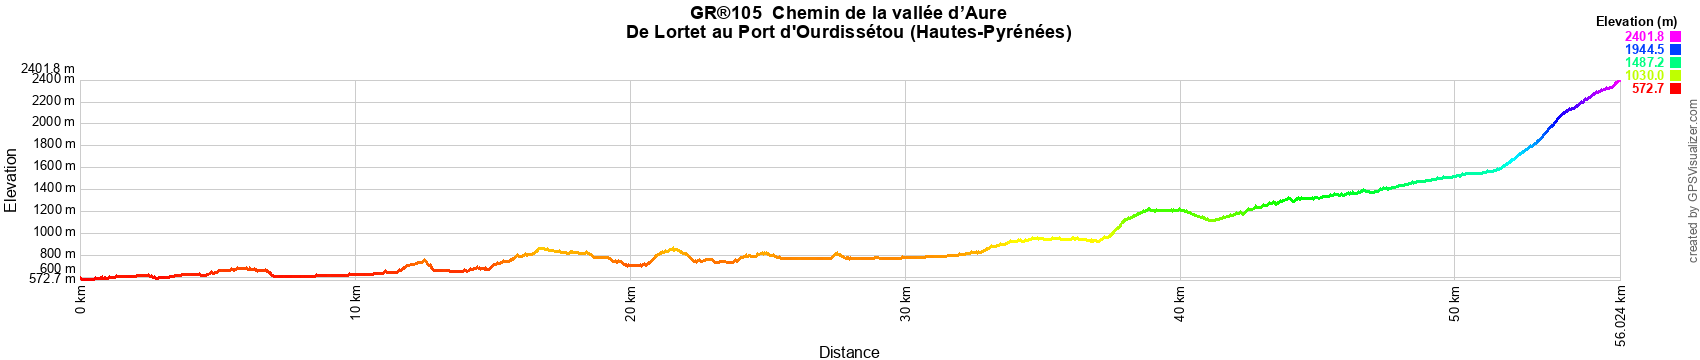 GR®105  Chemin de la vallée d’Aure
De Lortet au Port d'Ourdissétou (Hautes-Pyrénées)
Elevation (m)
2401.8
1944.5
1487.2
1030.0
572.7
2401.8 m
2400 m
2200 m
2000 m
1800 m
1600 m
1400 m
1200 m
1000 m
800 m
600 m
572.7 m
Elevation
0 km
10 km
20 km
30 km
40 km
50 km
56.024 km
Distance
created by GPSVisualizer.com